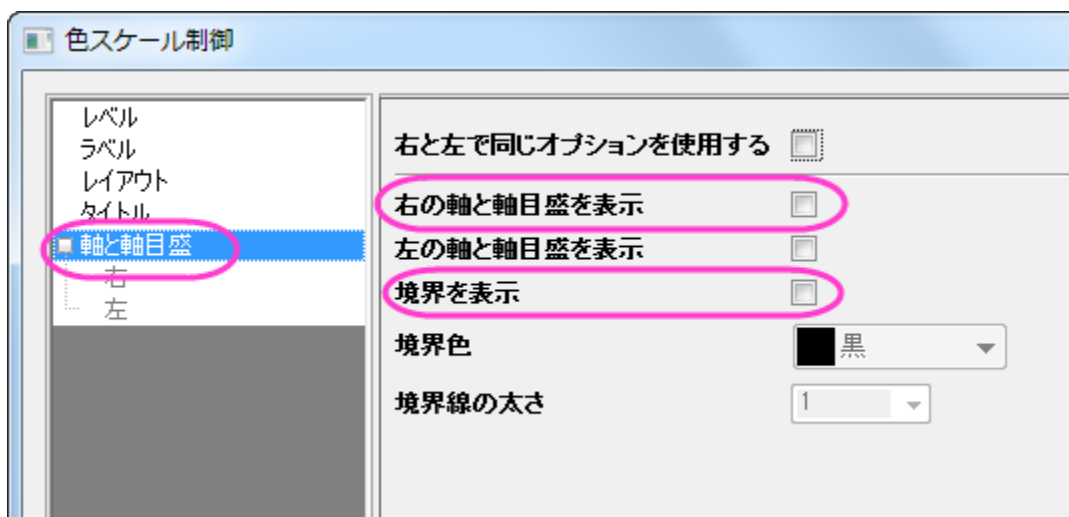 色スケール制御
レベル
ラベル
レイアウト
タイトル
軸と軸目盛
右
左
右と左で同じオプションを使用する
右の軸と軸目盛を表示
左の軸と軸目盛を表示
境界を表示
境界色
黒
境界線の太さ
1